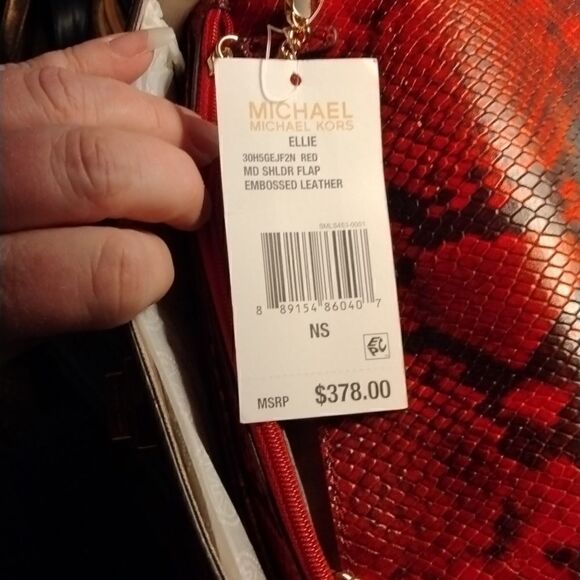 MICHAEL
MICHAEL KORS
ELLIE
30H5GEJF2N RED
MD SHLDR FLAP
EMBOSSED LEATHER
8 89154 86040 7
NS
MSRP $378.00